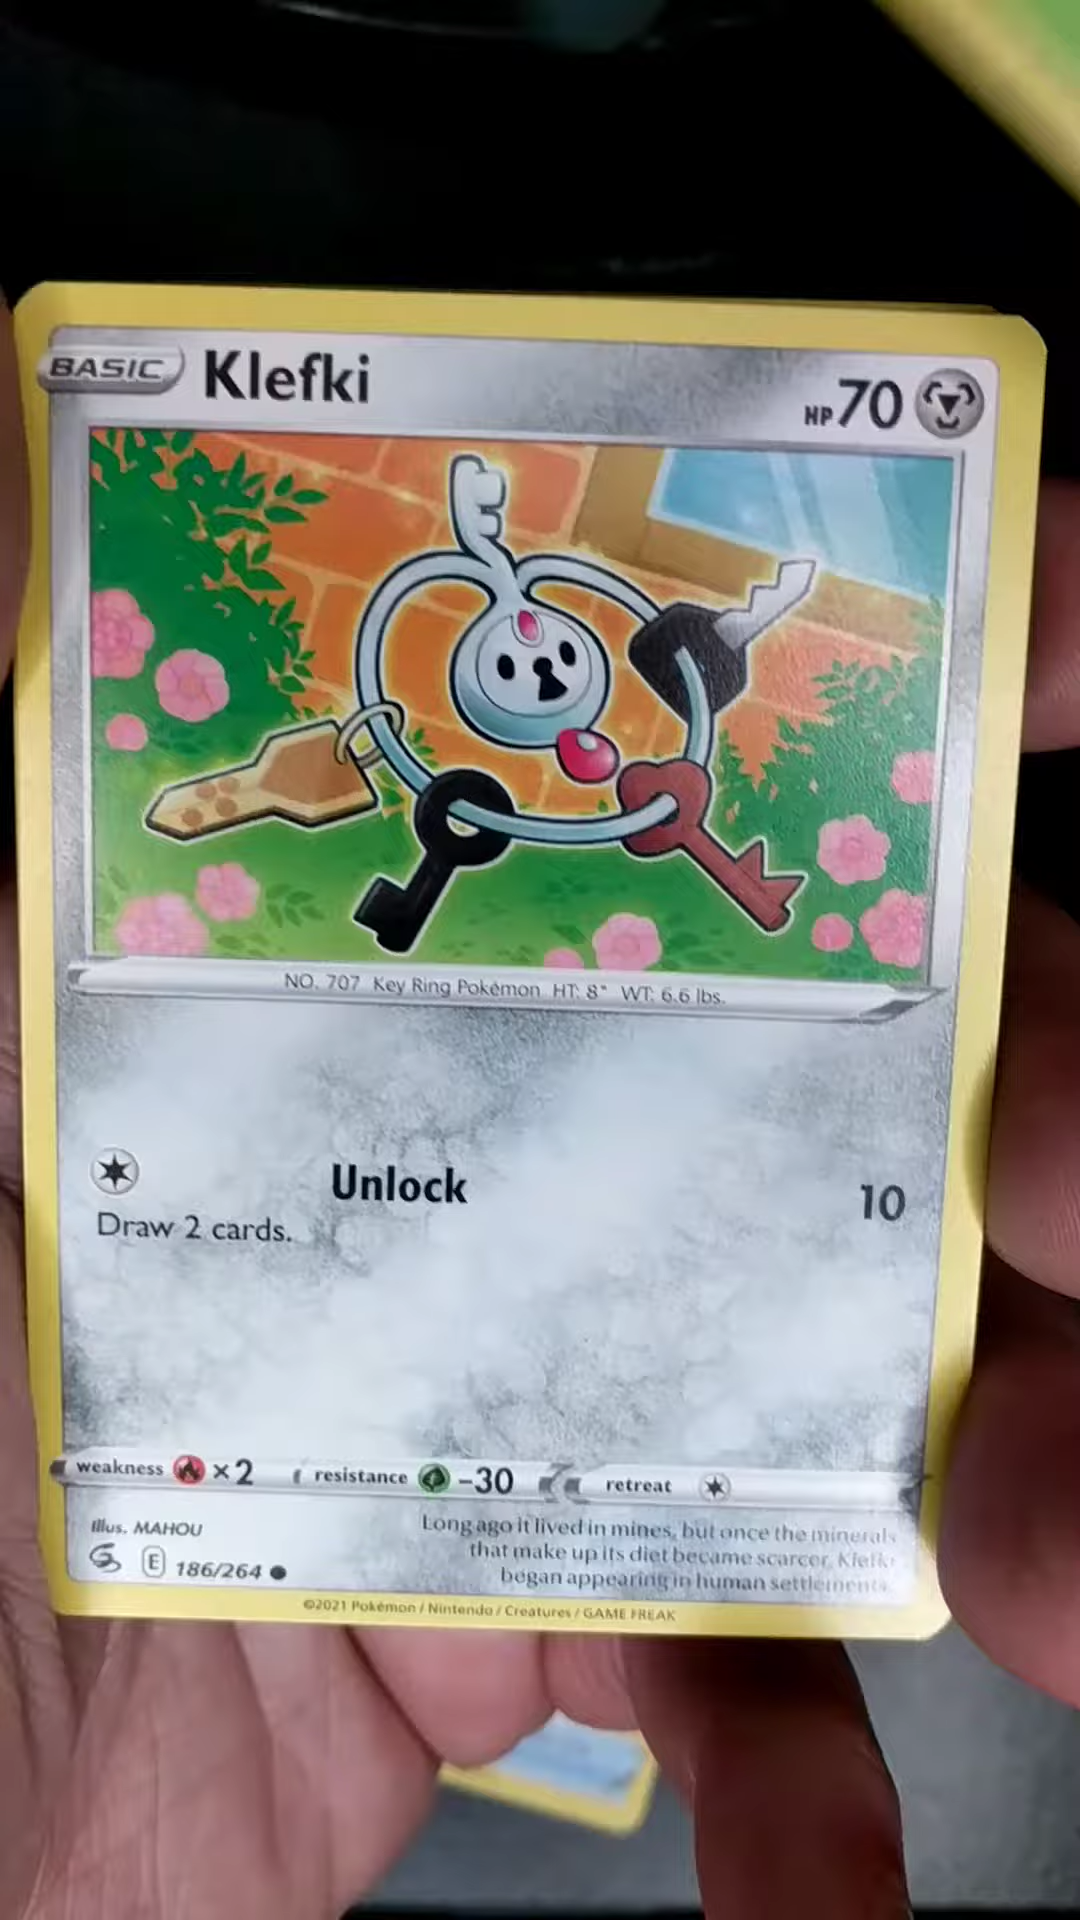 BASIC Klefki HP 70
NO. 707 Key Ring Pokémon HT: 8" WT: 6.6 lbs.
Unlock 10
Draw 2 cards.
weakness ×2 resistance -30 retreat
Illus. MAHOU
Long ago it lived in mines, but once the minerals
that make up its diet became scarcer, Klefki
began appearing in human settlements.
E 186/264
©2021 Pokémon / Nintendo / Creatures / GAME FREAK